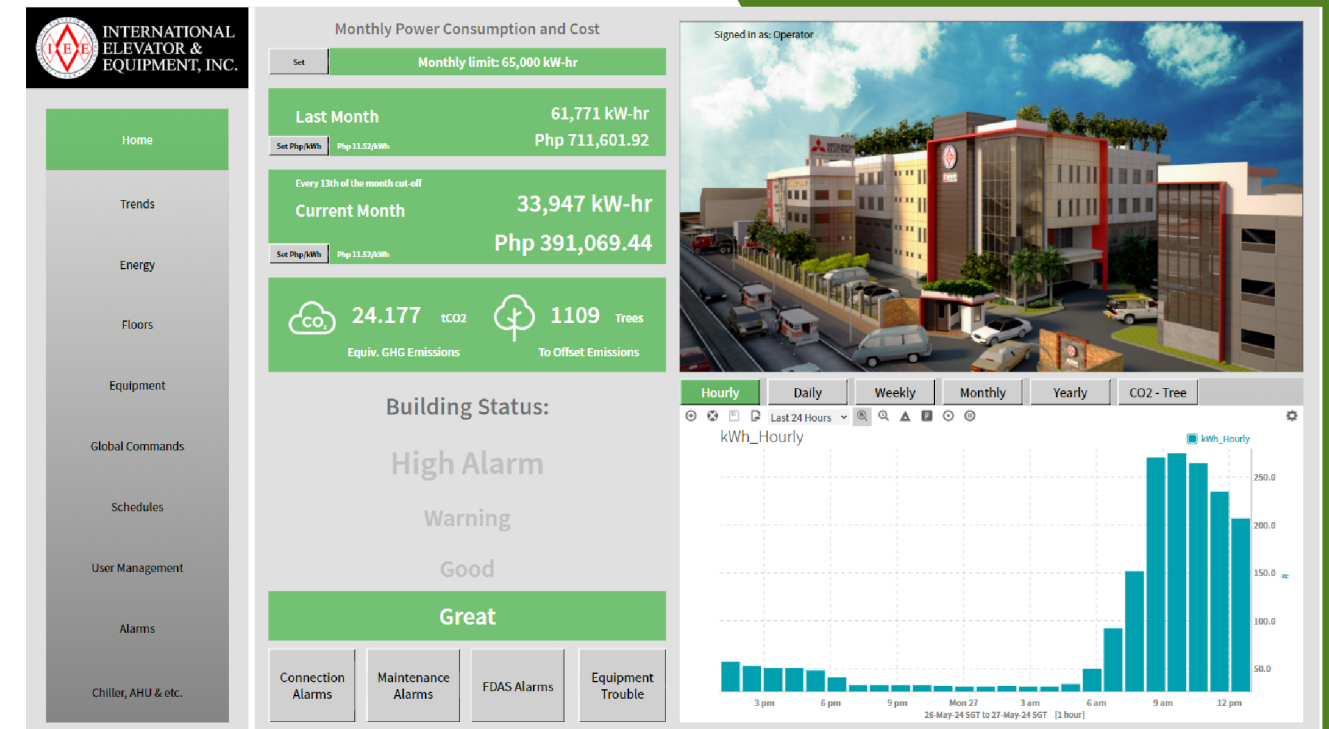 INTERNATIONAL
ELEVATOR &
EQUIPMENT, INC.
IEE
Home
Trends
Energy
Floors
Equipment
Global Commands
Schedules
User Management
Alarms
Chiller, AHU & etc.
Monthly Power Consumption and Cost
Set
Monthly limit: 65,000 kW-hr
Last Month
61,771 kW-hr
Set Php/kWh
Php 11.52/kWh
Php 711,601.92
Every 13th of the month cut-off
Current Month
33,947 kW-hr
Set Php/kWh
Php 11.52/kWh
Php 391,069.44
CO2
24.177 tCO2
1109 Trees
Equiv. GHG Emissions
To Offset Emissions
Building Status:
High Alarm
Warning
Good
Great
Connection
Alarms
Maintenance
Alarms
FDAS Alarms
Equipment
Trouble
Signed in as: Operator
MITSUBISHI
ELECTRIC
Hourly
Daily
Weekly
Monthly
Yearly
CO2 - Tree
Last 24 Hours
kWh_Hourly
kWh_Hourly
250.0
200.0
150.0
100.0
50.0
3 pm
6 pm
9 pm
Mon 27
3 am
6 am
9 am
12 pm
26-May-24 SGT to 27-May-24 SGT [1 hour]